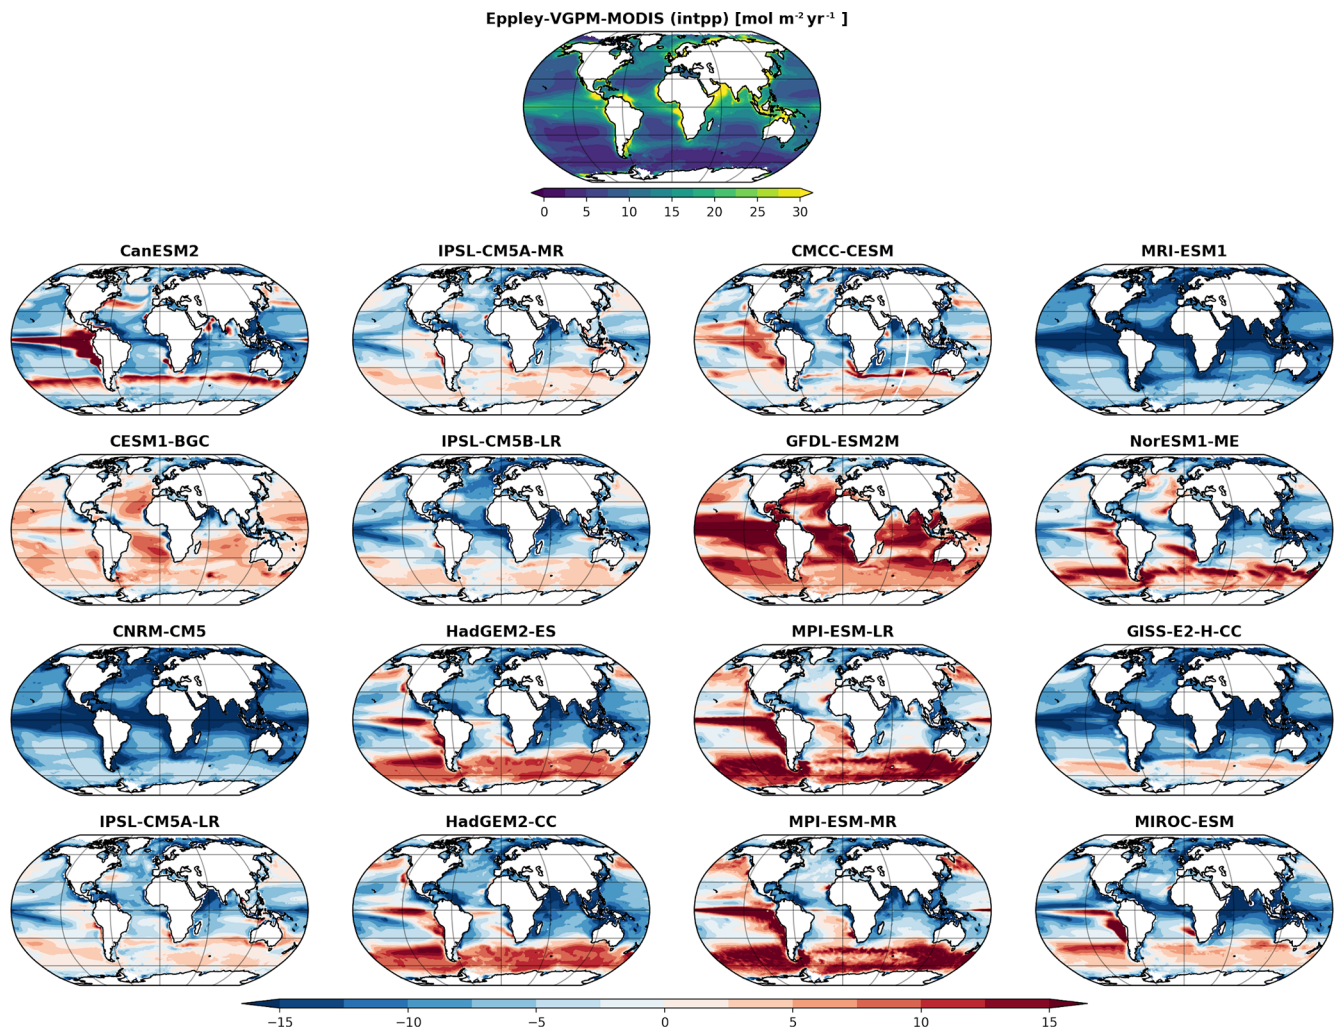 Eppley-VGPM-MODIS (intpp) [mol m⁻² yr⁻¹ ]
0 5 10 15 20 25 30
CanESM2 IPSL-CM5A-MR CMCC-CESM MRI-ESM1
CESM1-BGC IPSL-CM5B-LR GFDL-ESM2M NorESM1-ME
CNRM-CM5 HadGEM2-ES MPI-ESM-LR GISS-E2-H-CC
IPSL-CM5A-LR HadGEM2-CC MPI-ESM-MR MIROC-ESM
−15 −10 −5 0 5 10 15